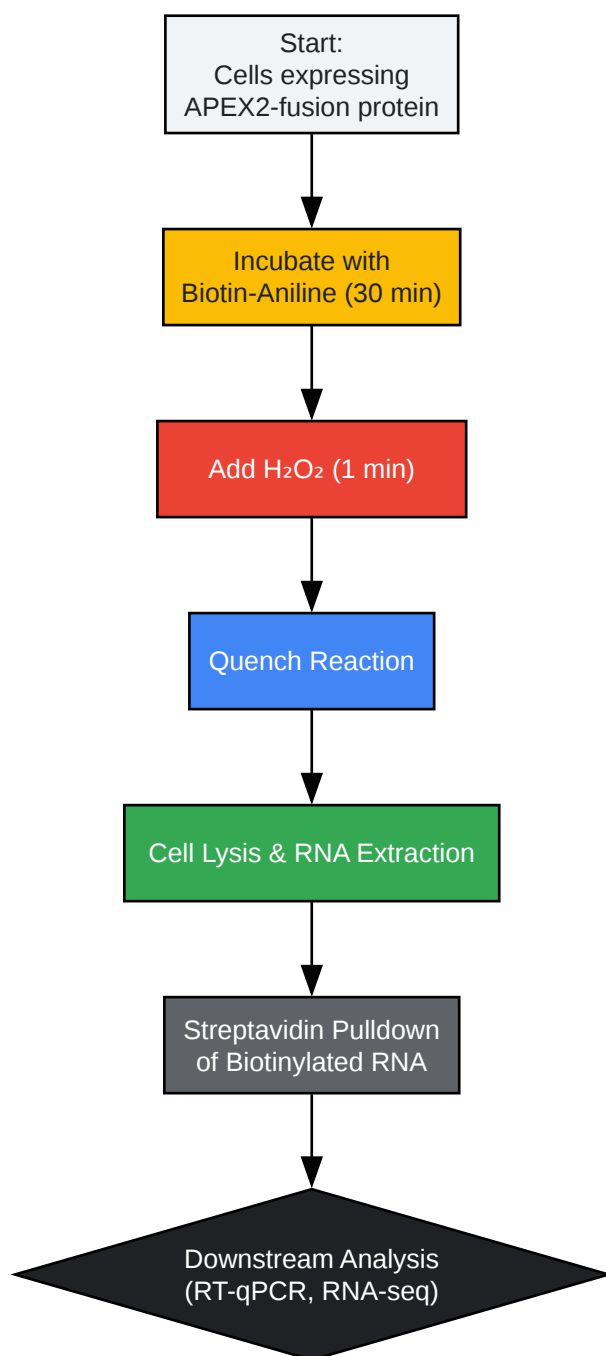 Start:
Cells expressing
APEX2-fusion protein
Incubate with
Biotin-Aniline (30 min)
Add H₂O₂ (1 min)
Quench Reaction
Cell Lysis & RNA Extraction
Streptavidin Pulldown
of Biotinylated RNA
Downstream Analysis
(RT-qPCR, RNA-seq)